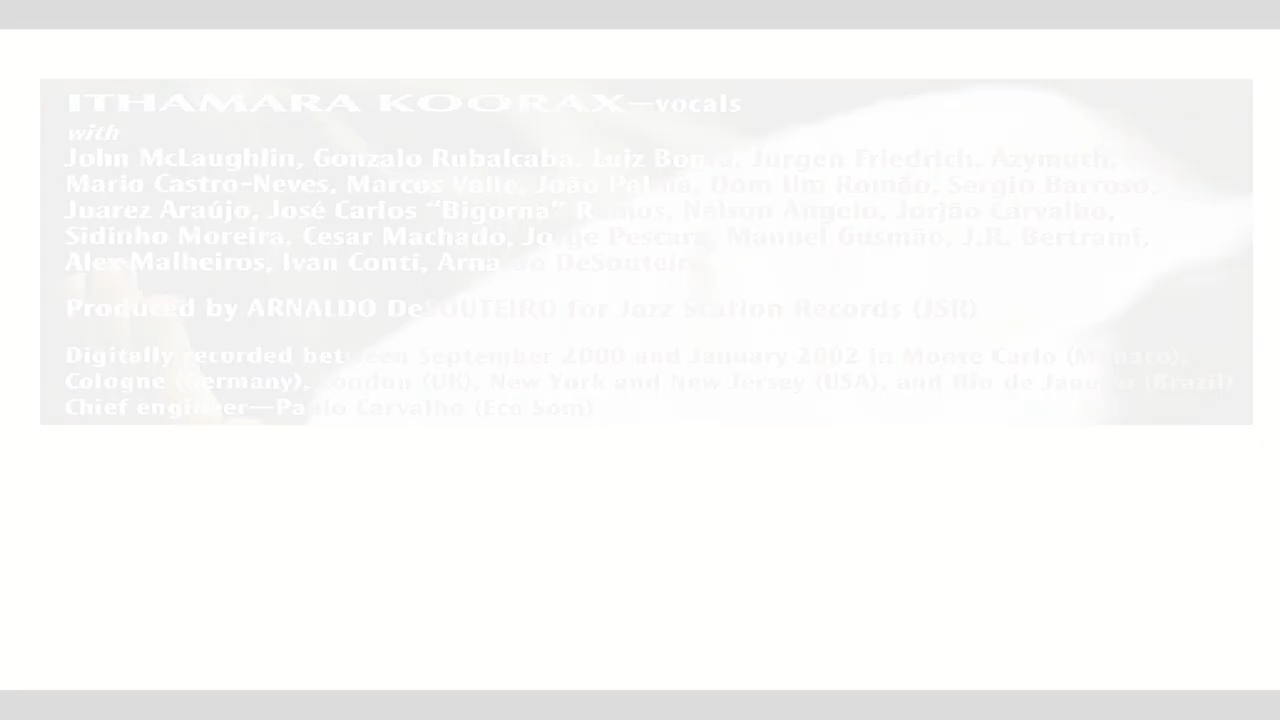 ITHAMARA KOORAX—vocals
with
John McLaughlin, Gonzalo Rubalcaba, Luiz Bonfá, Jurgen Friedrich, Azymuth,
Mario Castro-Neves, Marcos Valle, João Palma, Dom Um Romão, Sergio Barroso,
Juarez Araújo, José Carlos “Bigorna” Ramos, Nelson Angelo, Jorjão Carvalho,
Sidinho Moreira, Cesar Machado, Jorge Pescara, Manuel Gusmão, J.R. Bertrami,
Alex Malheiros, Ivan Conti, Arnaldo DeSouteiro
Produced by ARNALDO DeSOUTEIRO for Jazz Station Records (JSR)
Digitally recorded between September 2000 and January 2002 in Monte Carlo (Monaco),
Cologne (Germany), London (UK), New York and New Jersey (USA), and Rio de Janeiro (Brazil)
Chief engineer—Paulo Carvalho (Eco Som)